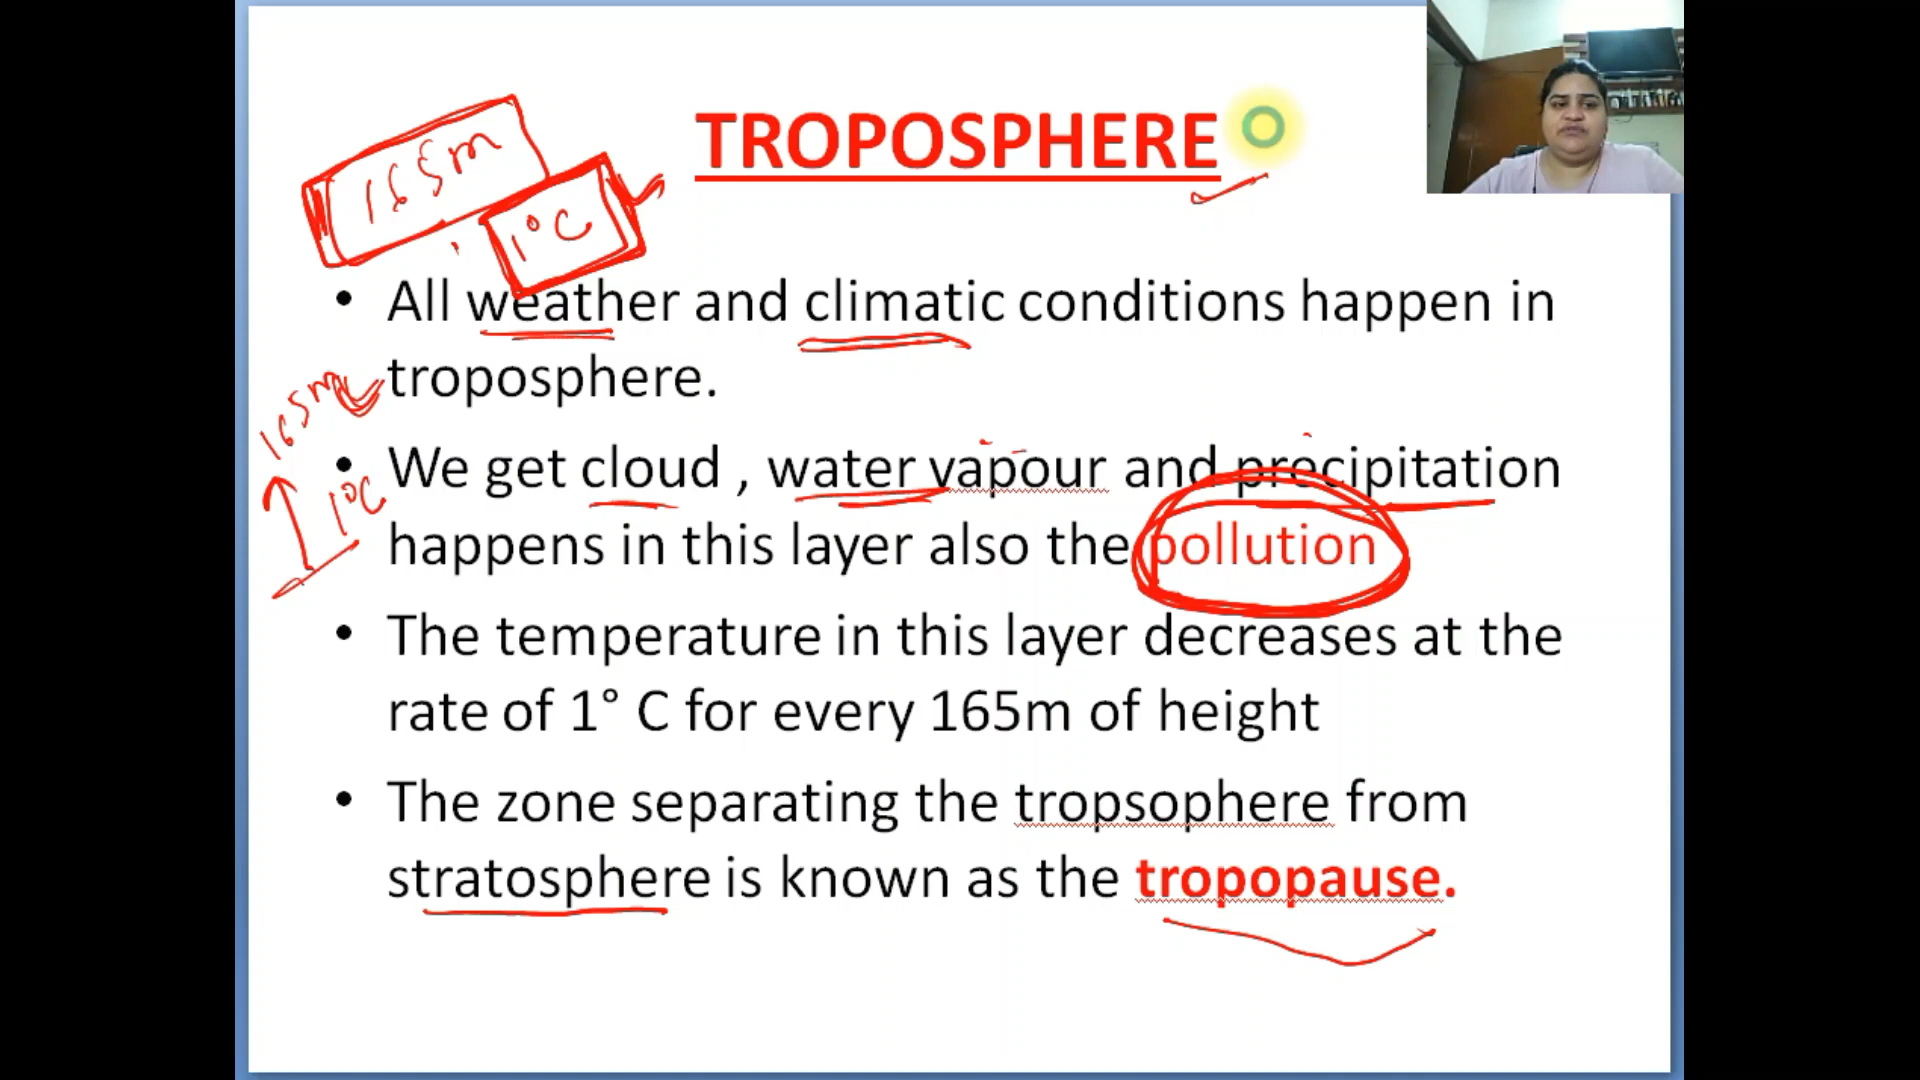 TROPOSPHERE
165m
1°C
• All weather and climatic conditions happen in
troposphere.
165m
1°C
• We get cloud , water vapour and precipitation
happens in this layer also the pollution
• The temperature in this layer decreases at the
rate of 1° C for every 165m of height
• The zone separating the tropsophere from
stratosphere is known as the tropopause.